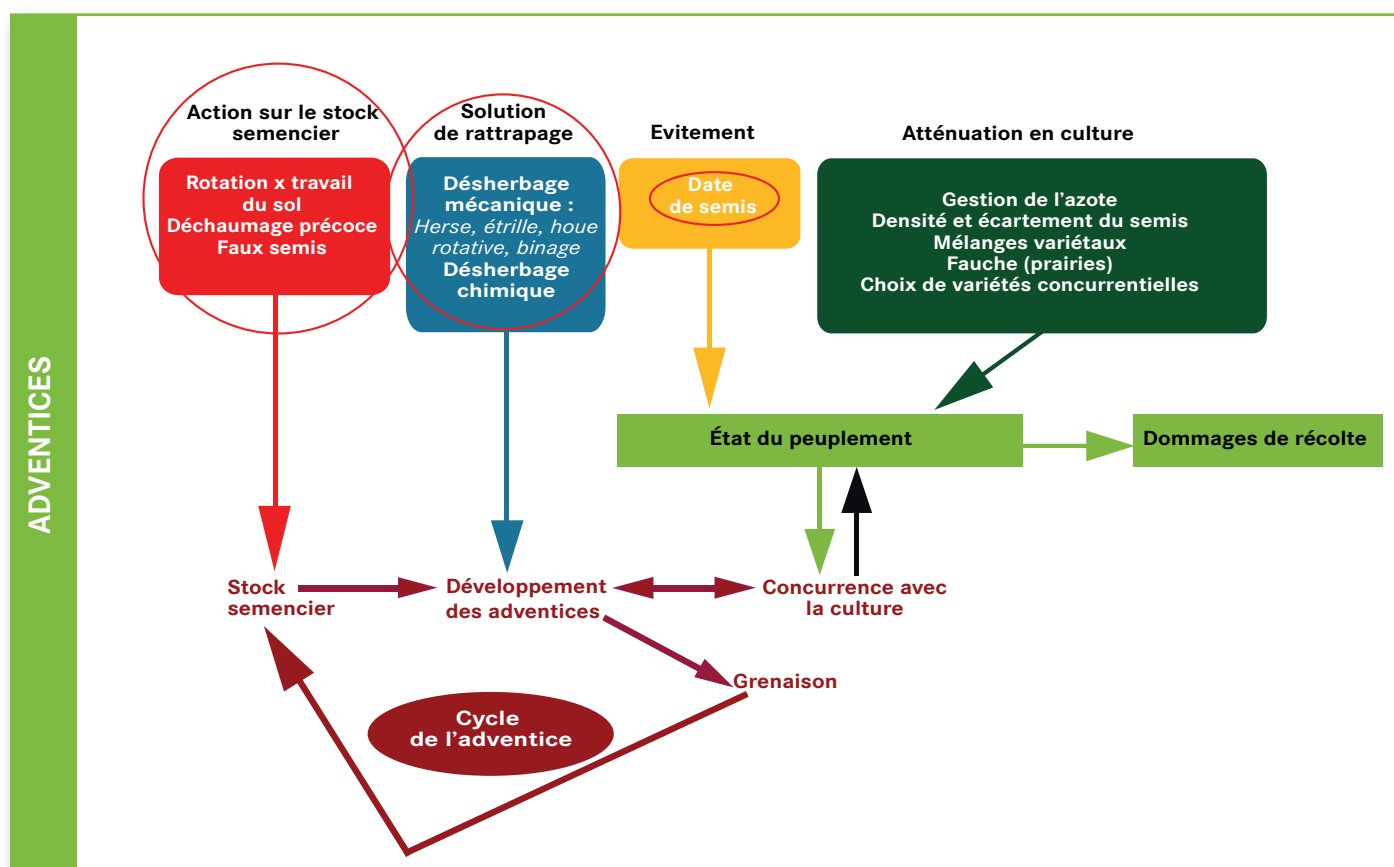 ADVENTICES
Action sur le stock
semencier
Rotation x travail
du sol
Déchaumage précoce
Faux semis
Solution
de rattrapage
Désherbage
mécanique :
Herse, étrille, houe
rotative, binage
Désherbage
chimique
Evitement
Date
de semis
Atténuation en culture
Gestion de l'azote
Densité et écartement du semis
Mélanges variétaux
Fauche (prairies)
Choix de variétés concurrentielles
État du peuplement
Dommages de récolte
Stock
semencier
Développement
des adventices
Concurrence avec
la culture
Grenaison
Cycle
de l'adventice